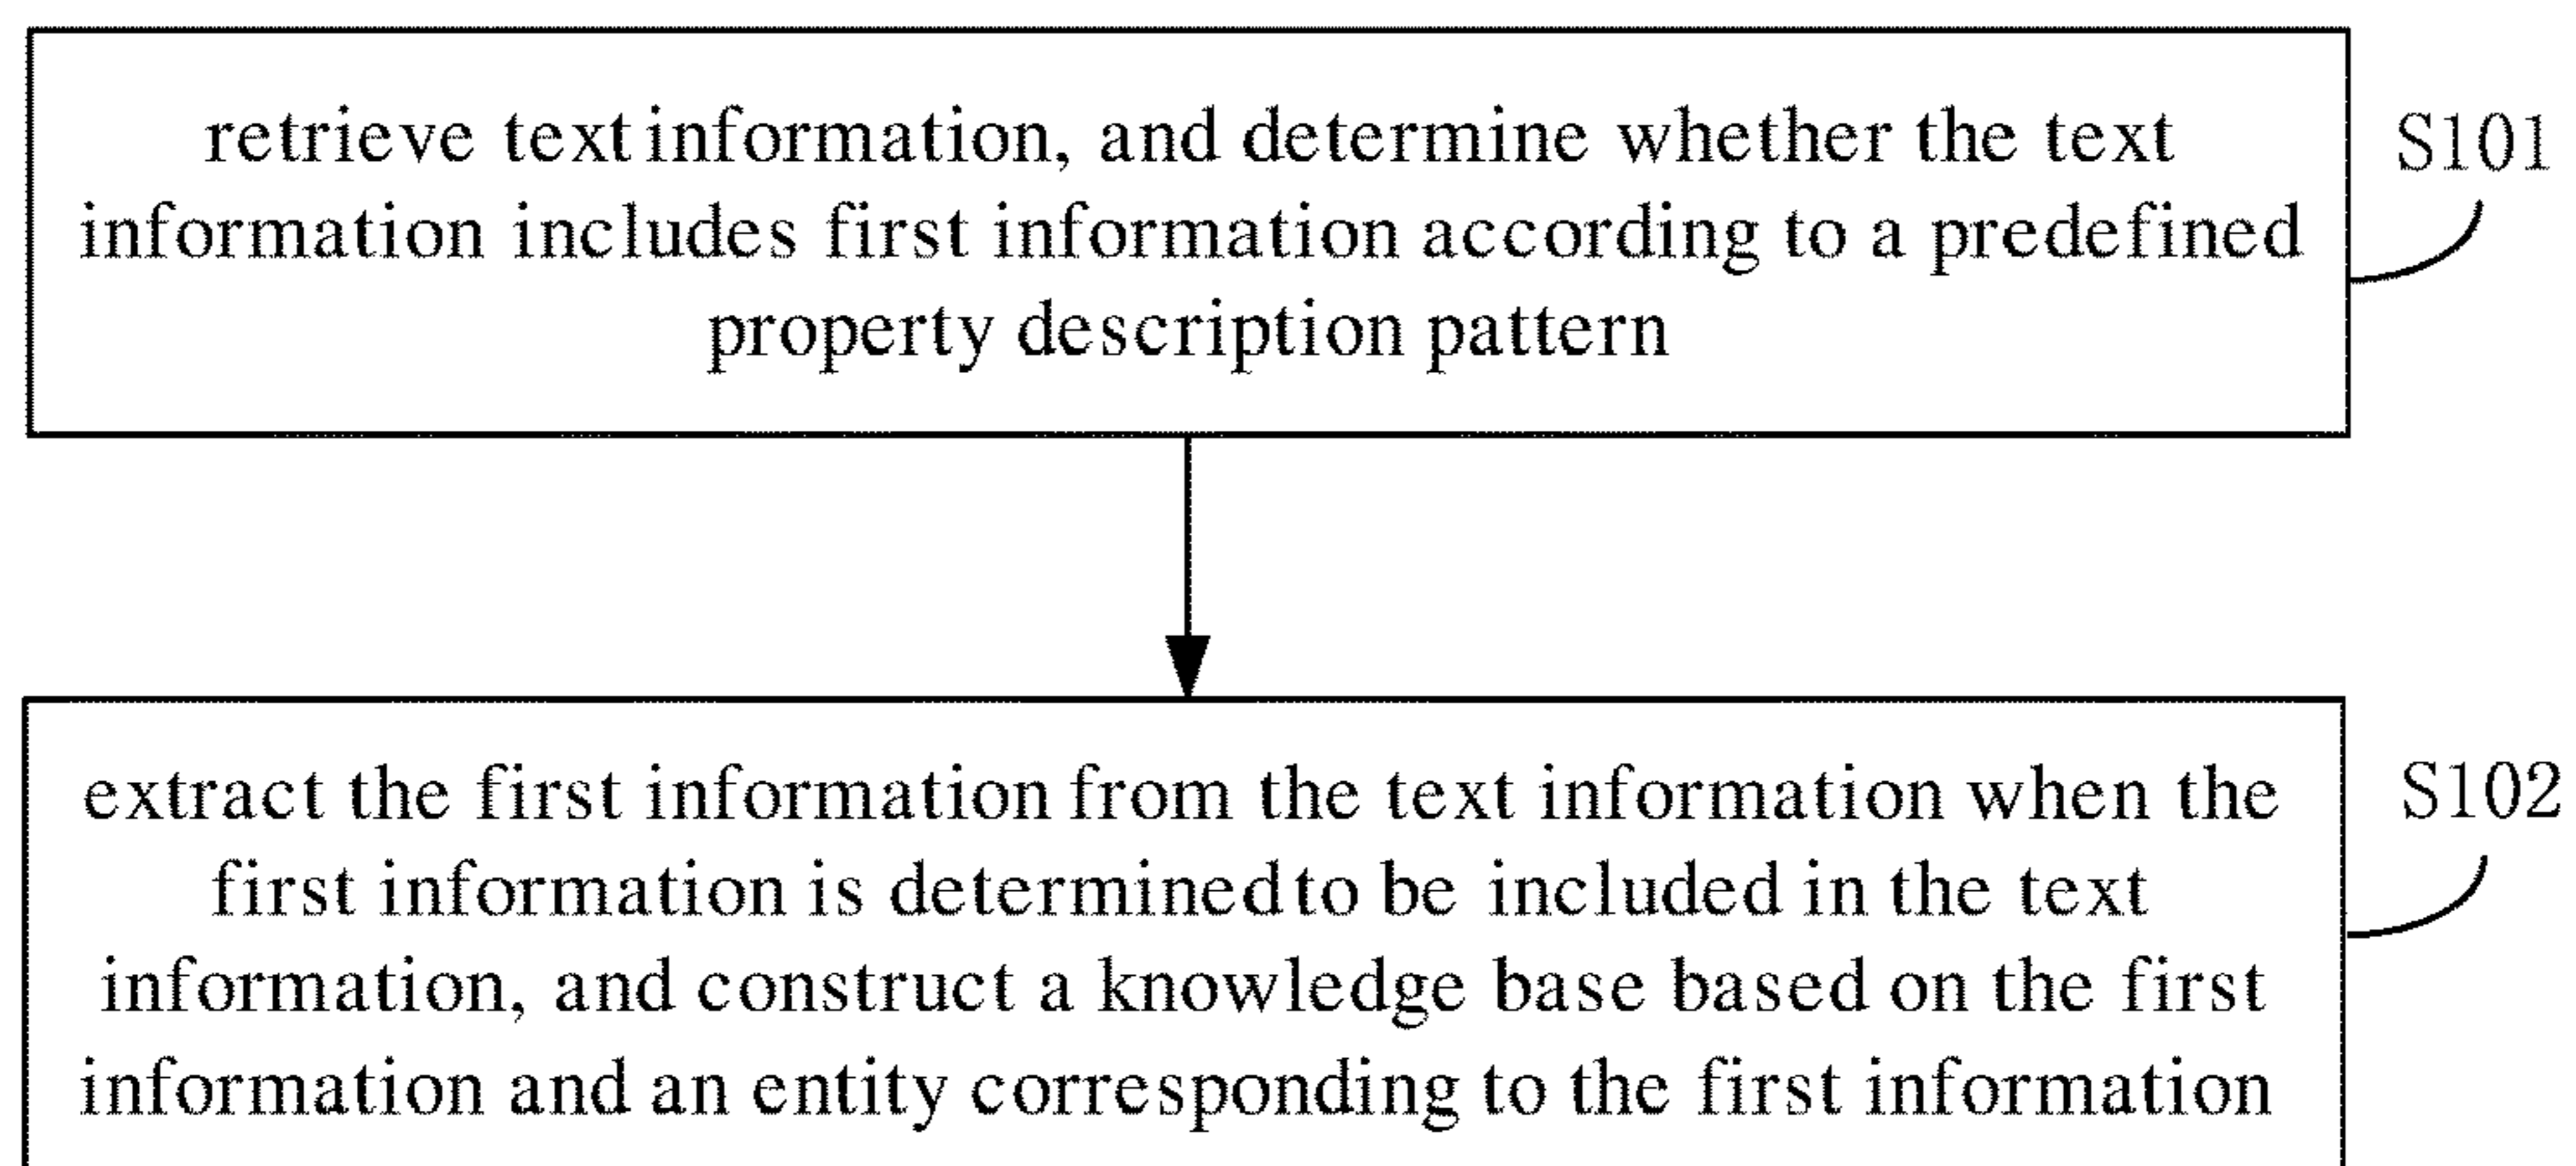 retrieve text information, and determine whether the text
S101
information includes first information according to a predefined
property description pattern
extract the first information from the text information when the
S102
first information is determined to be included in the text
information, and construct a knowledge base based on the first
information and an entity corresponding to the first information